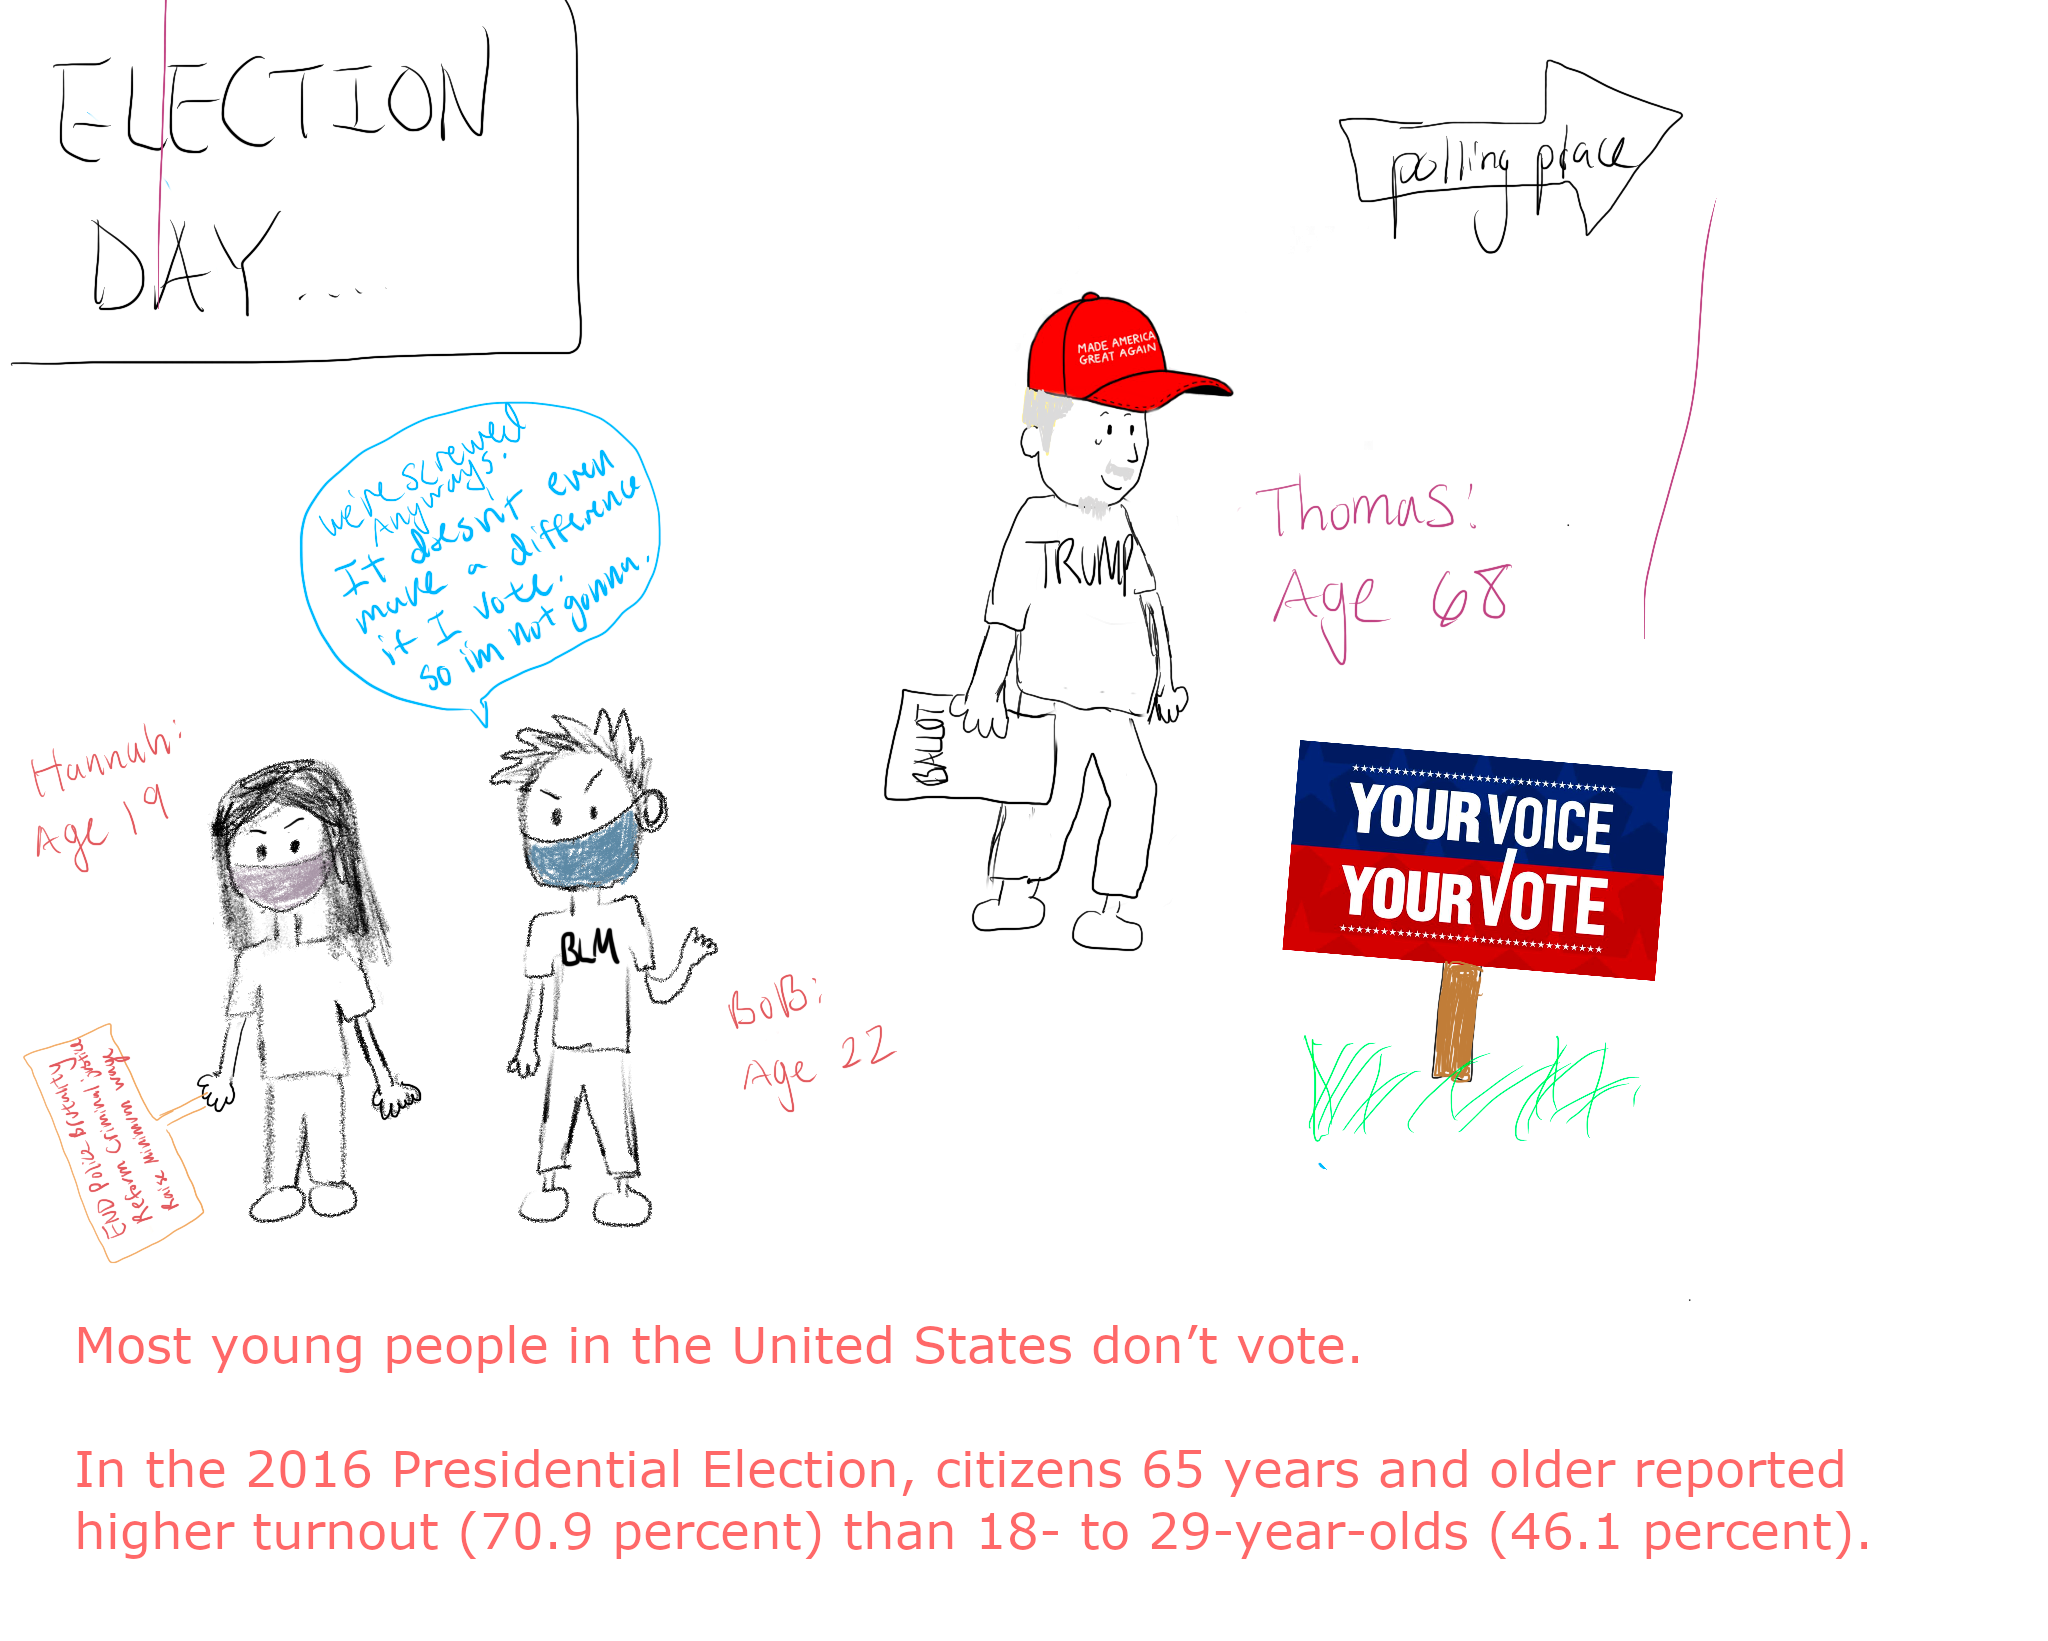 ELECTION
DAY....
polling place
MADE AMERICA
GREAT AGAIN
we're screwed
Anyways.
It doesn't even
make a difference
if I vote.
so im not gonna.
TRUMP
Thomas:
Age 68
BALLOT
Hannah:
Age 19
YOUR VOICE
YOUR VOTE
BLM
BOB:
Age 22
END Police brutality
Reform criminal justice
Raise Minimum wage
Most young people in the United States don’t vote.
In the 2016 Presidential Election, citizens 65 years and older reported
higher turnout (70.9 percent) than 18- to 29-year-olds (46.1 percent).